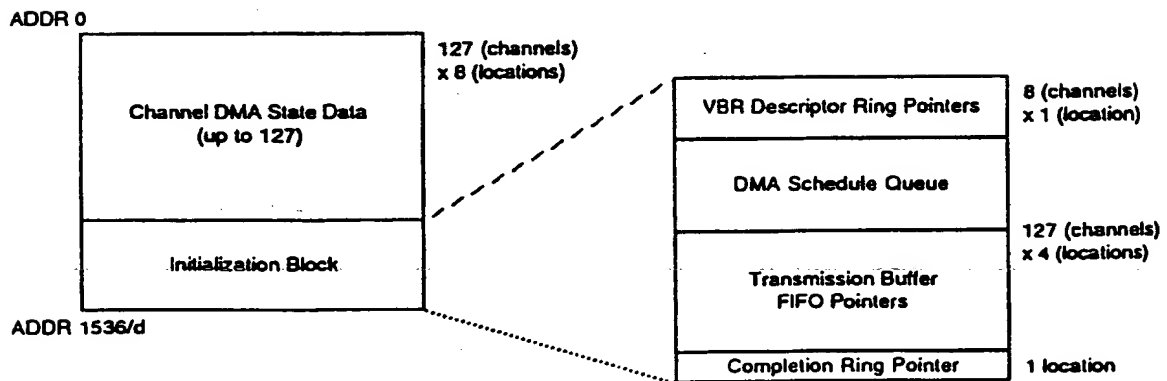 ADDR 0
127 (channels)
x 8 (locations)
Channel DMA State Data
(up to 127)
Initialization Block
ADDR 1536/d
VBR Descriptor Ring Pointers
8 (channels)
x 1 (location)
DMA Schedule Queue
127 (channels)
x 4 (locations)
Transmission Buffer
FIFO Pointers
Completion Ring Pointer
1 location